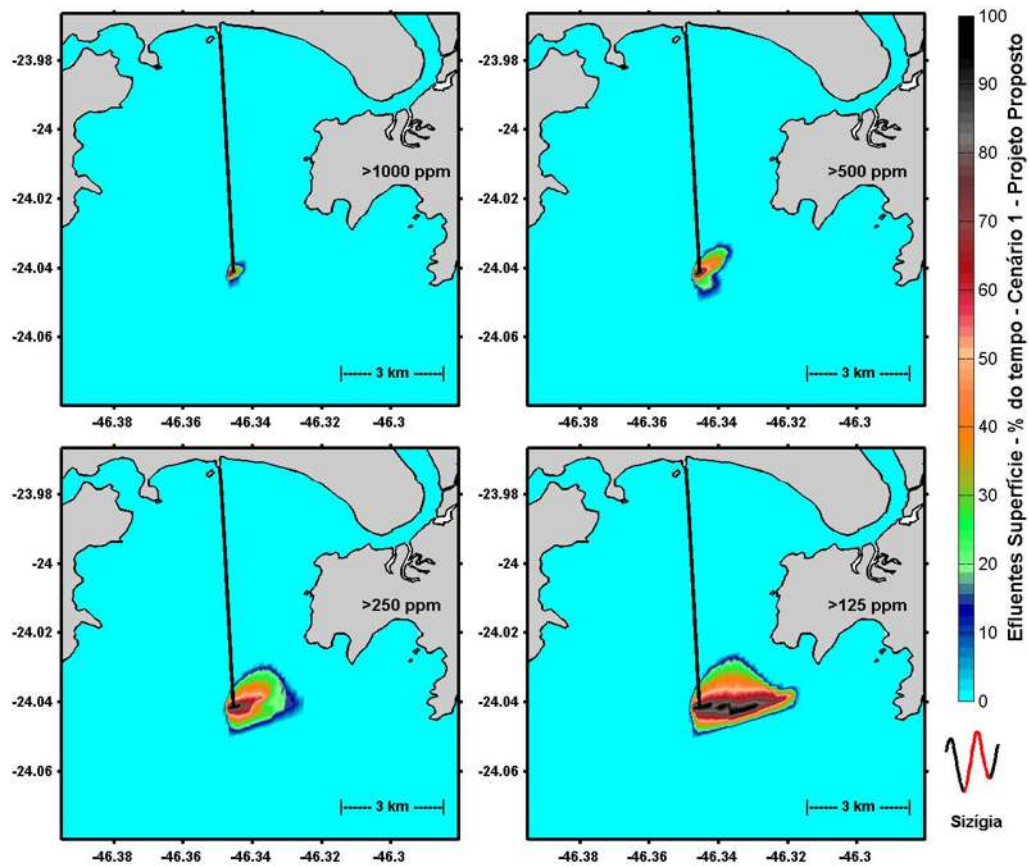 -23.98
-24
-24.02
-24.04
-24.06
>1000 ppm
|------ 3 km ------|
-46.38 -46.36 -46.34 -46.32 -46.3
-23.98
-24
-24.02
-24.04
-24.06
>500 ppm
|------ 3 km ------|
-46.38 -46.36 -46.34 -46.32 -46.3
-23.98
-24
-24.02
-24.04
-24.06
>250 ppm
|------ 3 km ------|
-46.38 -46.36 -46.34 -46.32 -46.3
-23.98
-24
-24.02
-24.04
-24.06
>125 ppm
|------ 3 km ------|
-46.38 -46.36 -46.34 -46.32 -46.3
100
90
80
70
60
50
40
30
20
10
0
Efluentes Superfície - % do tempo - Cenário 1 - Projeto Proposto
Sizígia